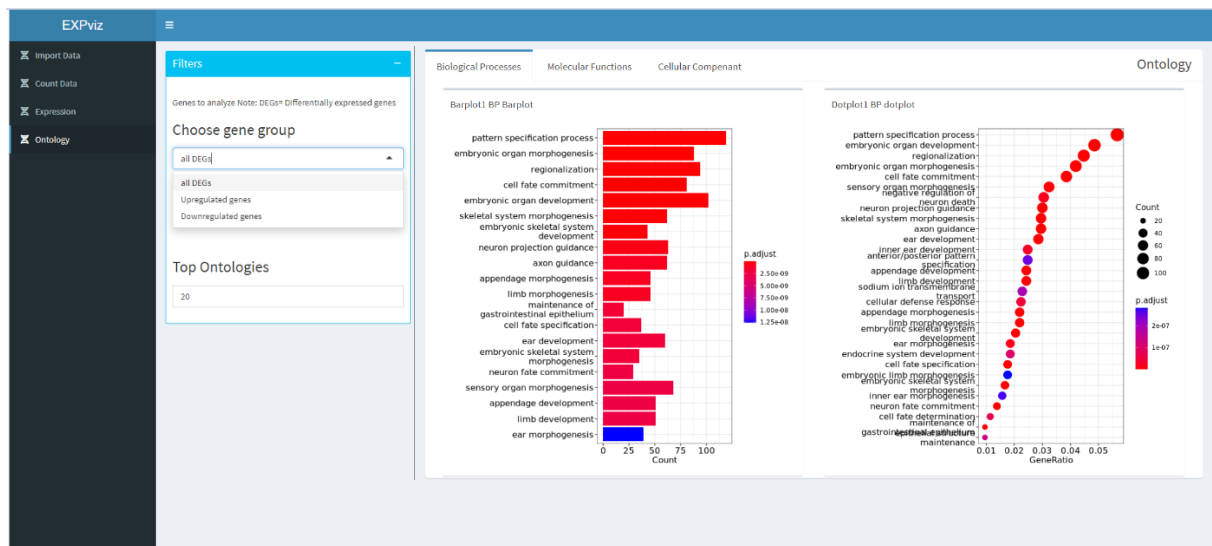 EXPviz
Import Data
Count Data
Expression
Ontology
Filters
Genes to analyze Note: DEGs= Differentially expressed genes
Choose gene group
all DEGs
all DEGs
Upregulated genes
Downregulated genes
Top Ontologies
20
Biological Processes
Molecular Functions
Cellular Compenant
Ontology
Barplot1 BP Barplot
pattern specification process
embryonic organ morphogenesis
regionalization
cell fate commitment
embryonic organ development
skeletal system morphogenesis
embryonic skeletal system
development
neuron projection guidance
axon guidance
appendage morphogenesis
limb morphogenesis
maintenance of
gastrointestinal epithelium
cell fate specification
ear development
embryonic skeletal system
morphogenesis
neuron fate commitment
sensory organ morphogenesis
appendage development
limb development
ear morphogenesis
0 25 50 75 100
Count
p.adjust
2.50e-09
5.00e-09
7.50e-09
1.00e-08
1.25e-08
Dotplot1 BP dotplot
pattern specification process
embryonic organ development
regionalization
embryonic organ morphogenesis
cell fate commitment
sensory organ morphogenesis
negative regulation of
neuron death
neuron projection guidance
skeletal system morphogenesis
axon guidance
ear development
inner ear development
anterior/posterior pattern
specification
appendage development
limb development
sodium ion transmembrane
transport
cellular defense response
appendage morphogenesis
limb morphogenesis
embryonic skeletal system
development
ear morphogenesis
endocrine system development
cell fate specification
embryonic limb morphogenesis
embryonic skeletal system
morphogenesis
inner ear morphogenesis
neuron fate commitment
cell fate determination
maintenance of
gastrointestinal epithelium
epithelial structure
maintenance
0.01 0.02 0.03 0.04 0.05
GeneRatio
Count
20
40
60
80
100
p.adjust
2e-07
1e-07